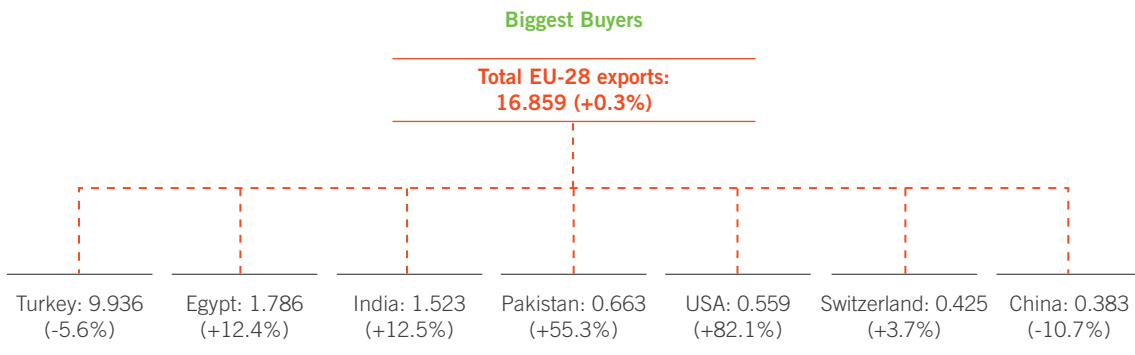 Biggest Buyers
Total EU-28 exports:
16.859 (+0.3%)
Turkey: 9.936
(-5.6%)
Egypt: 1.786
(+12.4%)
India: 1.523
(+12.5%)
Pakistan: 0.663
(+55.3%)
USA: 0.559
(+82.1%)
Switzerland: 0.425
(+3.7%)
China: 0.383
(-10.7%)